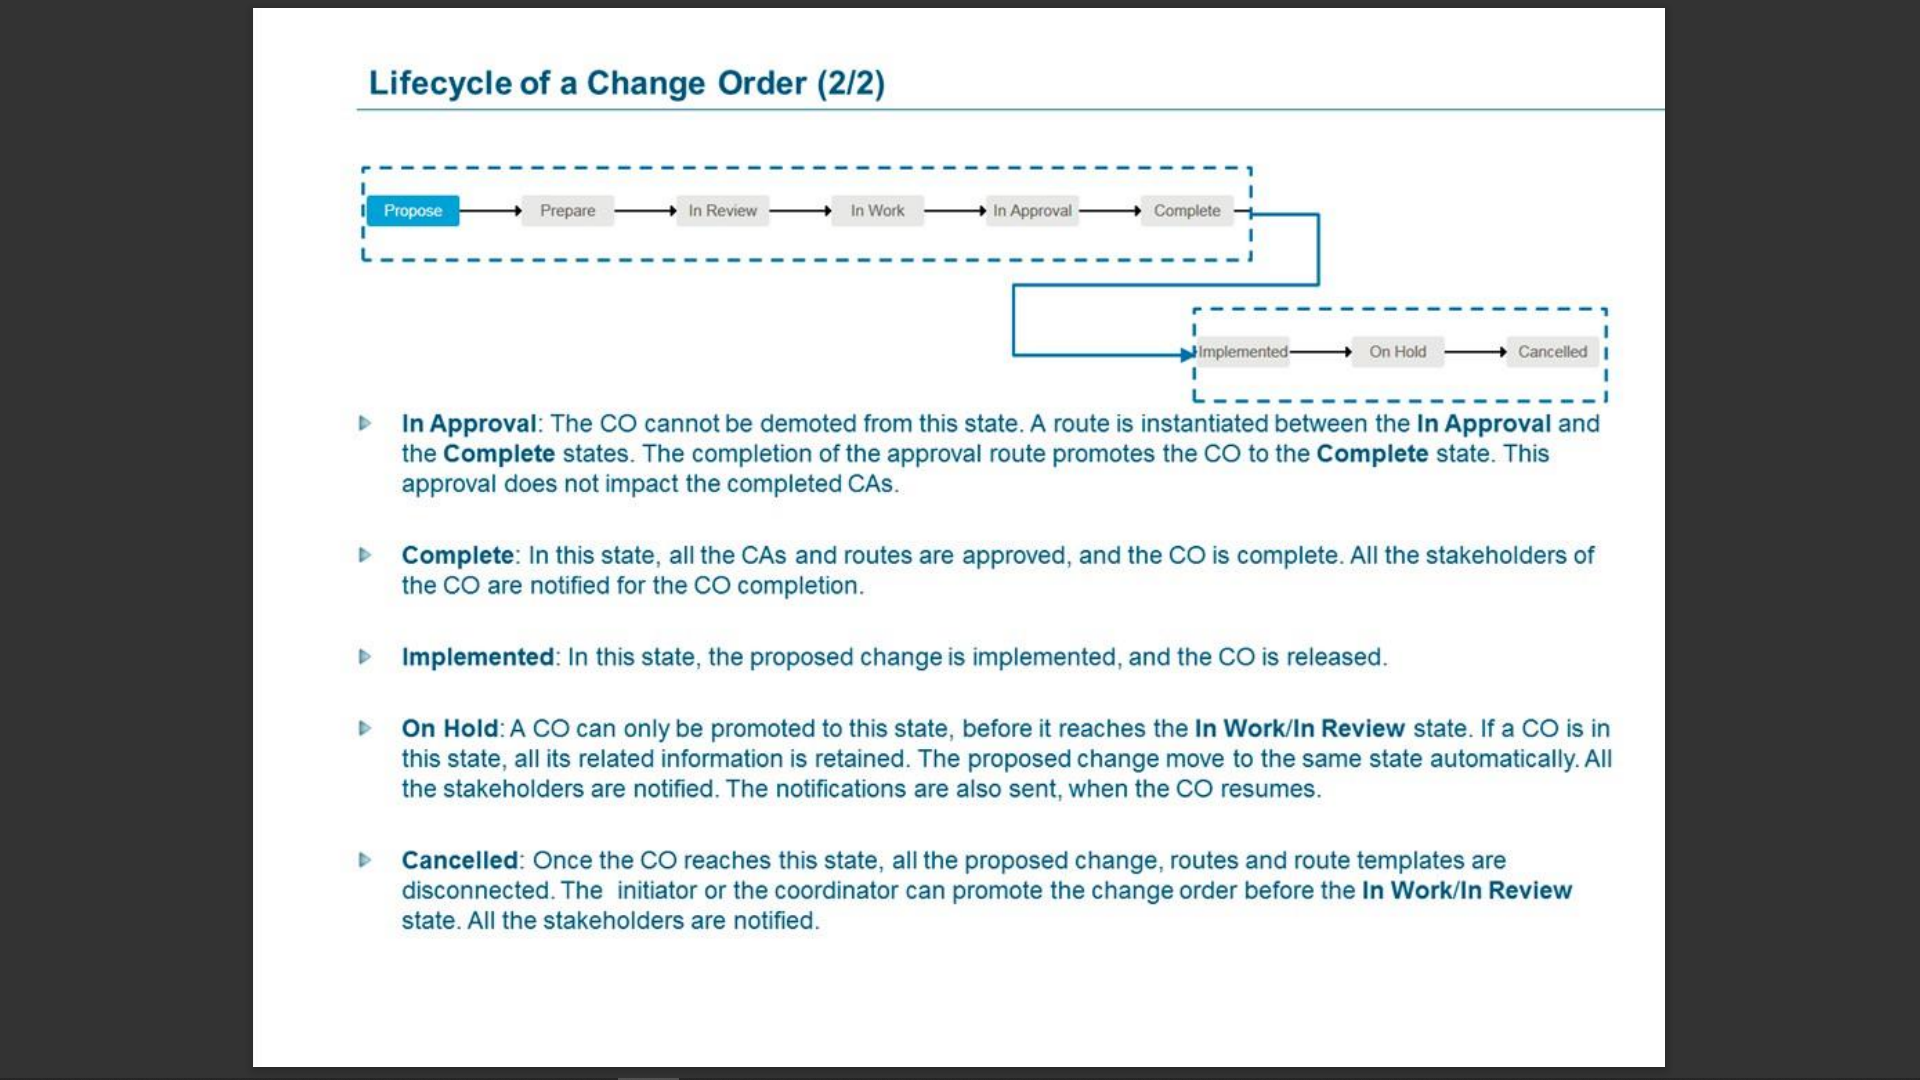 Lifecycle of a Change Order (2/2)
Propose
Prepare
In Review
In Work
In Approval
Complete
Implemented
On Hold
Cancelled
In Approval: The CO cannot be demoted from this state. A route is instantiated between the In Approval and
the Complete states. The completion of the approval route promotes the CO to the Complete state. This
approval does not impact the completed CAs.
Complete: In this state, all the CAs and routes are approved, and the CO is complete. All the stakeholders of
the CO are notified for the CO completion.
Implemented: In this state, the proposed change is implemented, and the CO is released.
On Hold: A CO can only be promoted to this state, before it reaches the In Work/In Review state. If a CO is in
this state, all its related information is retained. The proposed change move to the same state automatically. All
the stakeholders are notified. The notifications are also sent, when the CO resumes.
Cancelled: Once the CO reaches this state, all the proposed change, routes and route templates are
disconnected. The  initiator or the coordinator can promote the change order before the In Work/In Review
state. All the stakeholders are notified.